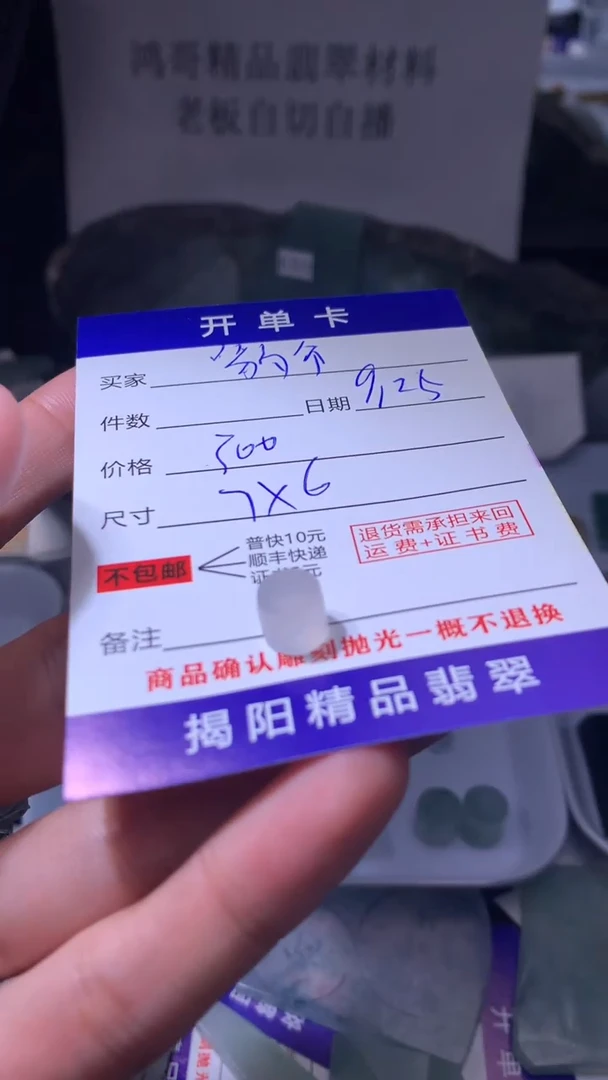 鸿哥精品翡翠材料
老板自切自播
开单卡
买家
件数 日期 9,25
价格 500
尺寸 7X6
不包邮
普快10元
顺丰快递
退货需承担来回
运费+证书费
备注
商品确认雕刻抛光一概不退换
揭阳精品翡翠